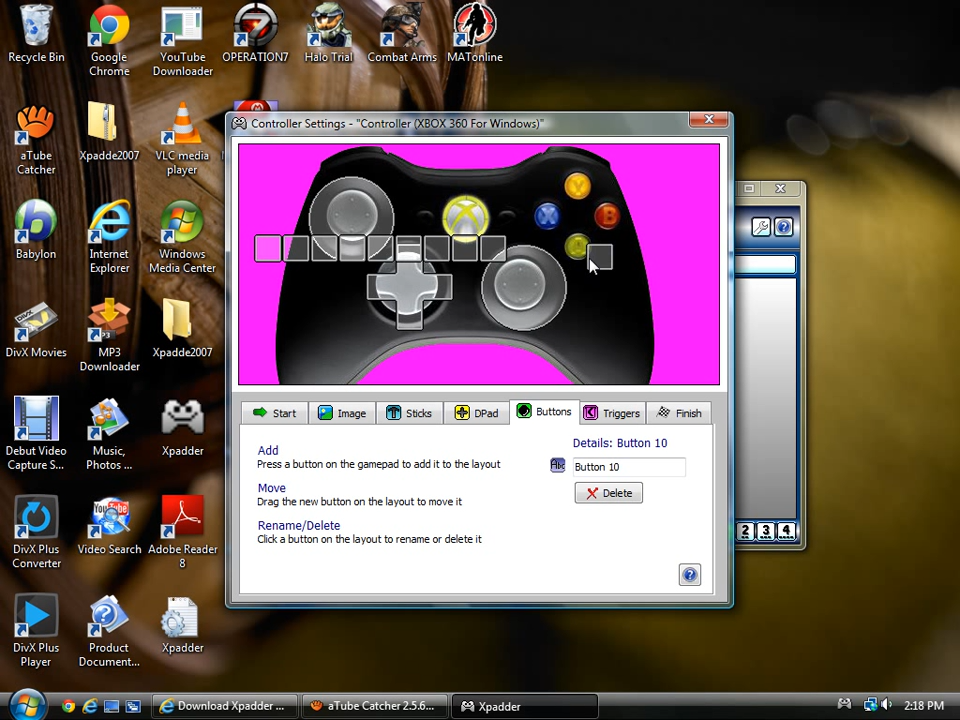 Recycle Bin
Google
Chrome
YouTube
Downloader
OPERATION7
Halo Trial
Combat Arms
MATonline
aTube
Catcher
Xpadde2007
VLC media
player
Babylon
Internet
Explorer
Windows
Media Center
DivX Movies
MP3
Downloader
Xpadde2007
Debut Video
Capture S...
Music,
Photos ...
Xpadder
DivX Plus
Converter
Video Search
Adobe Reader
8
DivX Plus
Player
Product
Document...
Xpadder
Controller Settings - "Controller (XBOX 360 For Windows)"
Y
X
B
Start
Image
Sticks
DPad
Buttons
Triggers
Finish
Add
Press a button on the gamepad to add it to the layout
Move
Drag the new button on the layout to move it
Rename/Delete
Click a button on the layout to rename or delete it
Details: Button 10
Abc
Button 10
Delete
2
3
4
Download Xpadder ...
aTube Catcher 2.5.6...
Xpadder
2:18 PM